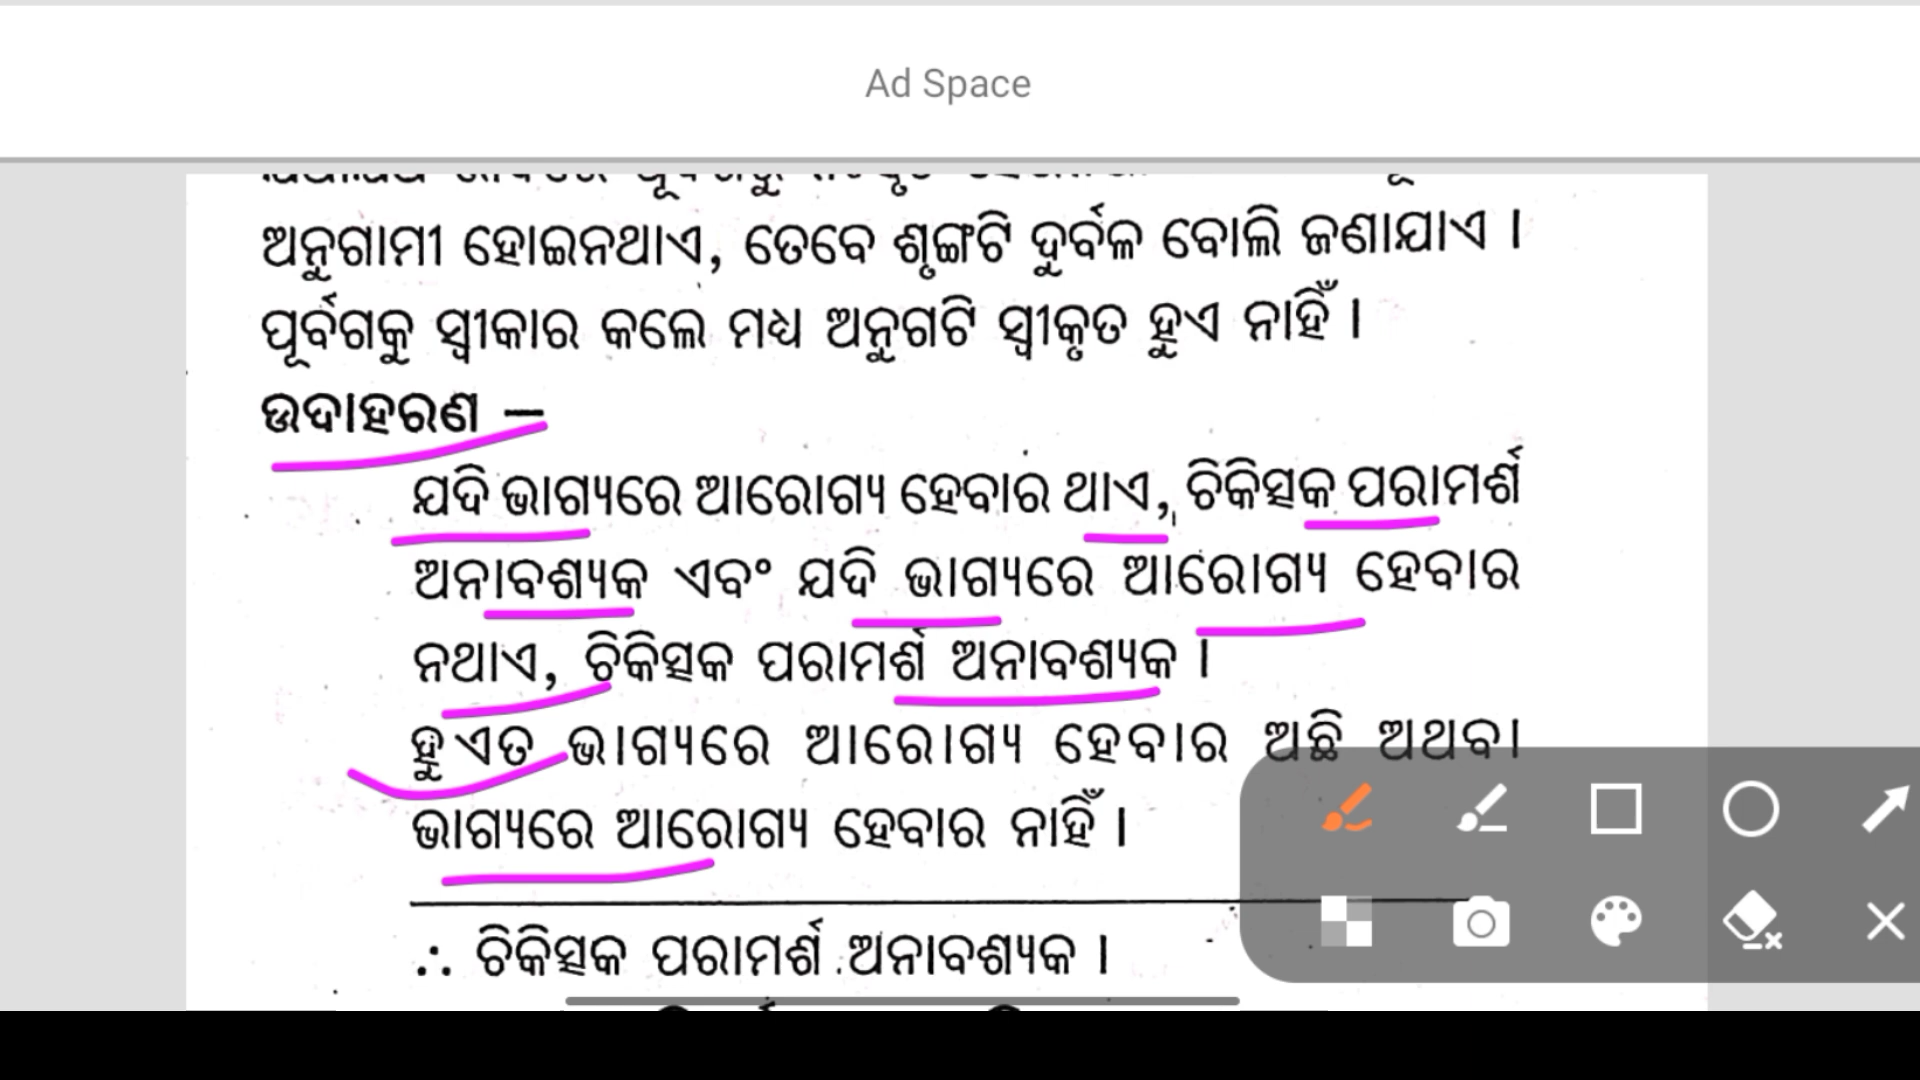 Ad Space
ଅନୁଗାମୀ ହୋଇନଥାଏ, ତେବେ ଶୃଙ୍ଗଟି ଦୁର୍ବଳ ବୋଲି ଜଣାଯାଏ ।
ପୂର୍ବଗକୁ ସ୍ୱୀକାର କଲେ ମଧ୍ୟ ଅନୁଗଟି ସ୍ୱୀକୃତ ହୁଏ ନାହିଁ ।
ଉଦାହରଣ –
ଯଦି ଭାଗ୍ୟରେ ଆରୋଗ୍ୟ ହେବାର ଥାଏ, ଚିକିତ୍ସକ ପରାମର୍ଶ
ଅନାବଶ୍ୟକ ଏବଂ ଯଦି ଭାଗ୍ୟରେ ଆରୋଗ୍ୟ ହେବାର
ନଥାଏ, ଚିକିତ୍ସକ ପରାମର୍ଶ ଅନାବଶ୍ୟକ ।
ହୁଏତ ଭାଗ୍ୟରେ ଆରୋଗ୍ୟ ହେବାର ଅଛି ଅଥବା
ଭାଗ୍ୟରେ ଆରୋଗ୍ୟ ହେବାର ନାହିଁ ।
∴ ଚିକିତ୍ସକ ପରାମର୍ଶ ଅନାବଶ୍ୟକ ।